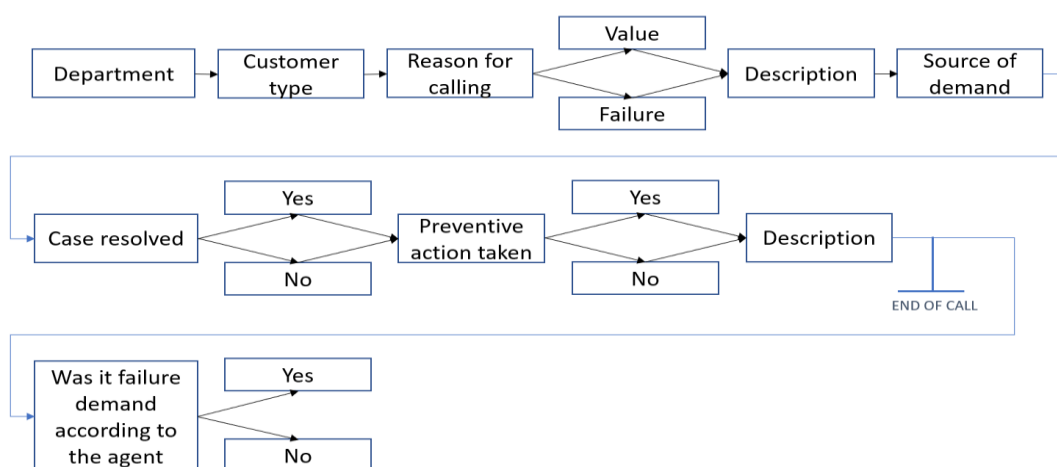 Value
Department
Customer
type
Reason for
calling
Description
Source of
demand
Failure
Yes
Case resolved
Preventive
action taken
Yes
Description
No
No
END OF CALL
Was it failure
demand
according to
the agent
Yes
No